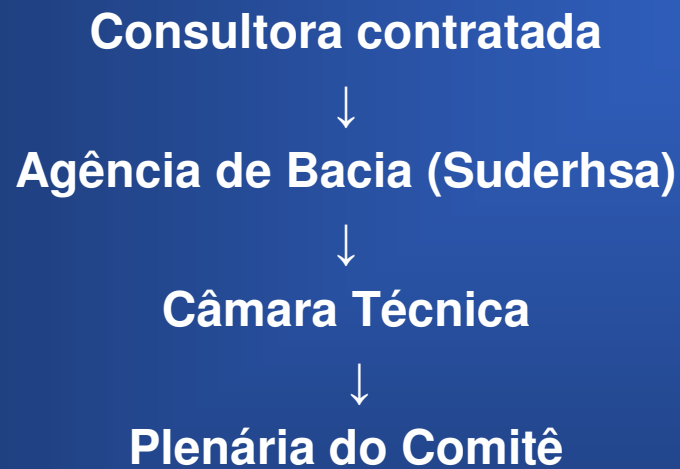 Consultora contratada
↓
Agência de Bacia (Suderhsa)
↓
Câmara Técnica
↓
Plenária do Comitê